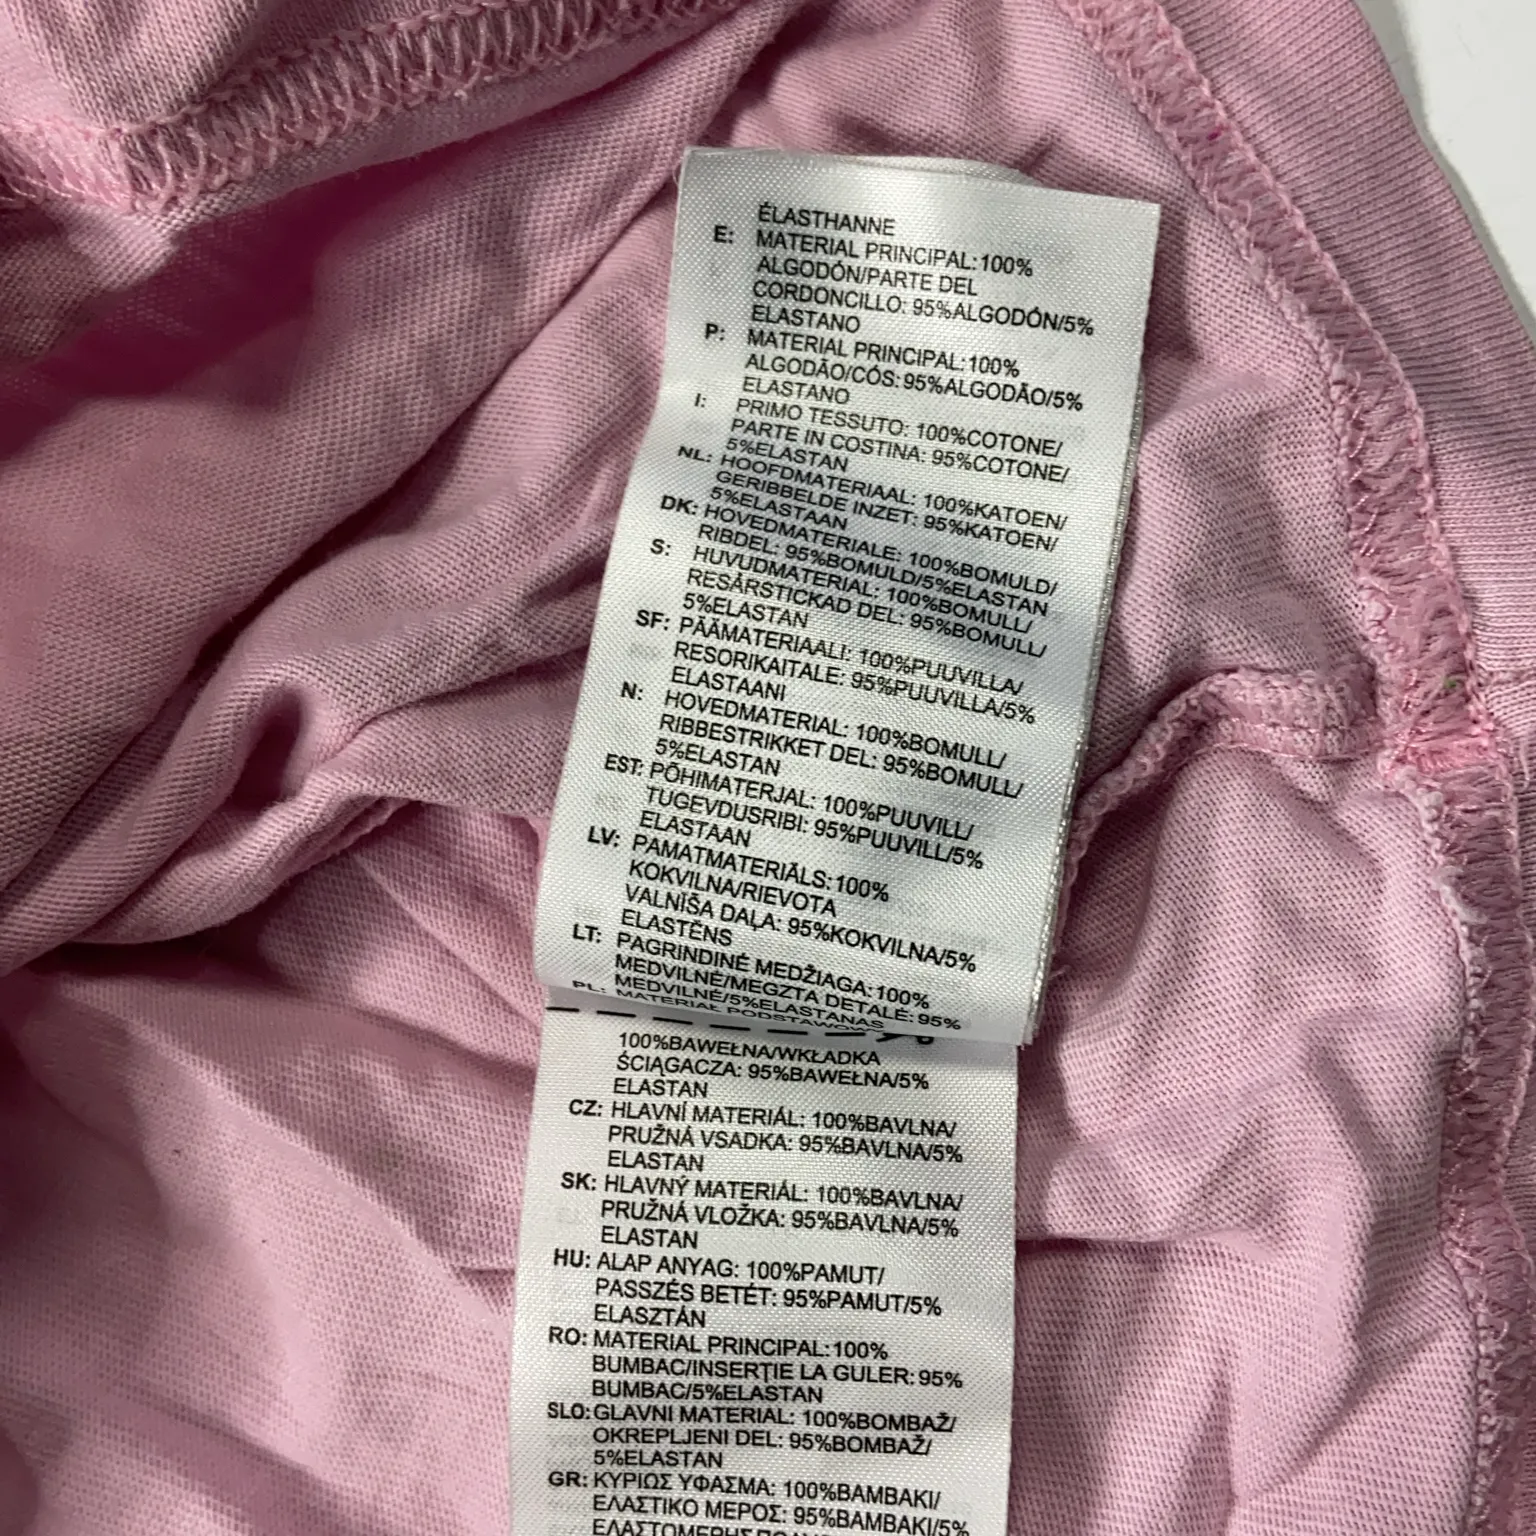 ÉLASTHANNE
E: MATERIAL PRINCIPAL:100%
ALGODÓN/PARTE DEL
CORDONCILLO: 95%ALGODÓN/5%
ELASTANO
P: MATERIAL PRINCIPAL:100%
ALGODÃO/CÓS: 95%ALGODÃO/5%
ELASTANO
I: PRIMO TESSUTO: 100%COTONE/
PARTE IN COSTINA: 95%COTONE/
5%ELASTAN
NL: HOOFDMATERIAAL: 100%KATOEN/
GERIBBELDE INZET: 95%KATOEN/
5%ELASTAAN
DK: HOVEDMATERIALE: 100%BOMULD/
RIBDEL: 95%BOMULD/5%ELASTAN
S: HUVUDMATERIAL: 100%BOMULL/
RESÅRSTICKAD DEL: 95%BOMULL/
5%ELASTAN
SF: PÄÄMATERIAALI: 100%PUUVILLA/
RESORIKAITALE: 95%PUUVILLA/5%
ELASTAANI
N: HOVEDMATERIAL: 100%BOMULL/
RIBBESTRIKKET DEL: 95%BOMULL/
5%ELASTAN
EST: PÕHIMATERJAL: 100%PUUVILL/
TUGEVDUSRIBI: 95%PUUVILL/5%
ELASTAAN
LV: PAMATMATERIĀLS:100%
KOKVILNA/RIEVOTA
VALNĪŠA DAĻA: 95%KOKVILNA/5%
ELASTĒNS
LT: PAGRINDINĖ MEDŽIAGA:100%
MEDVILNĖ/MEGZTA DETALĖ: 95%
MEDVILNĖ/5%ELASTANAS
PL: MATERIAŁ
100%BAWEŁNA/WKŁADKA
ŚCIĄGACZA: 95%BAWEŁNA/5%
ELASTAN
CZ: HLAVNÍ MATERIÁL: 100%BAVLNA/
PRUŽNÁ VSADKA: 95%BAVLNA/5%
ELASTAN
SK: HLAVNÝ MATERIÁL: 100%BAVLNA/
PRUŽNÁ VLOŽKA: 95%BAVLNA/5%
ELASTAN
HU: ALAP ANYAG: 100%PAMUT/
PASSZÉS BETÉT: 95%PAMUT/5%
ELASZTÁN
RO: MATERIAL PRINCIPAL:100%
BUMBAC/INSERŢIE LA GULER: 95%
BUMBAC/5%ELASTAN
SLO: GLAVNI MATERIAL: 100%BOMBAŽ/
OKREPLJENI DEL: 95%BOMBAŽ/
5%ELASTAN
GR: ΚΥΡΙΩΣ ΥΦΑΣΜΑ: 100%BAMBAKI/
ΕΛΑΣΤΙΚΟ ΜΕΡΟΣ: 95%BAMBAKI/5%